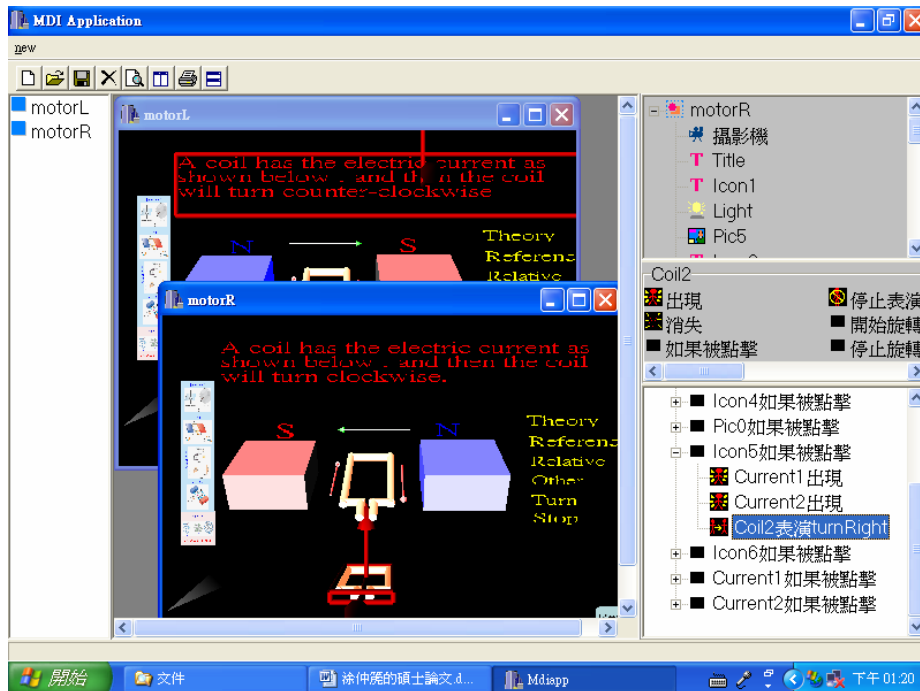 MDI Application
new
motorL
motorR
motorL
A coil has the electric current as
shown below , and then the coil
will turn counter-clockwise
N
S
Theory
Referenc
Relative
motorR
A coil has the electric current as
shown below , and then the coil
will turn clockwise.
S
N
Theory
Referenc
Relative
Other
Turn
Stop
motorR
攝影機
Title
Icon1
Light
Pic5
Coil2
出現
停止表演
消失
開始旋轉
如果被點擊
停止旋轉
Icon4如果被點擊
Pic0如果被點擊
Icon5如果被點擊
Current1出現
Current2出現
Coil2表演turnRight
Icon6如果被點擊
Current1如果被點擊
Current2如果被點擊
開始
文件
Mdiapp
下午 01:20